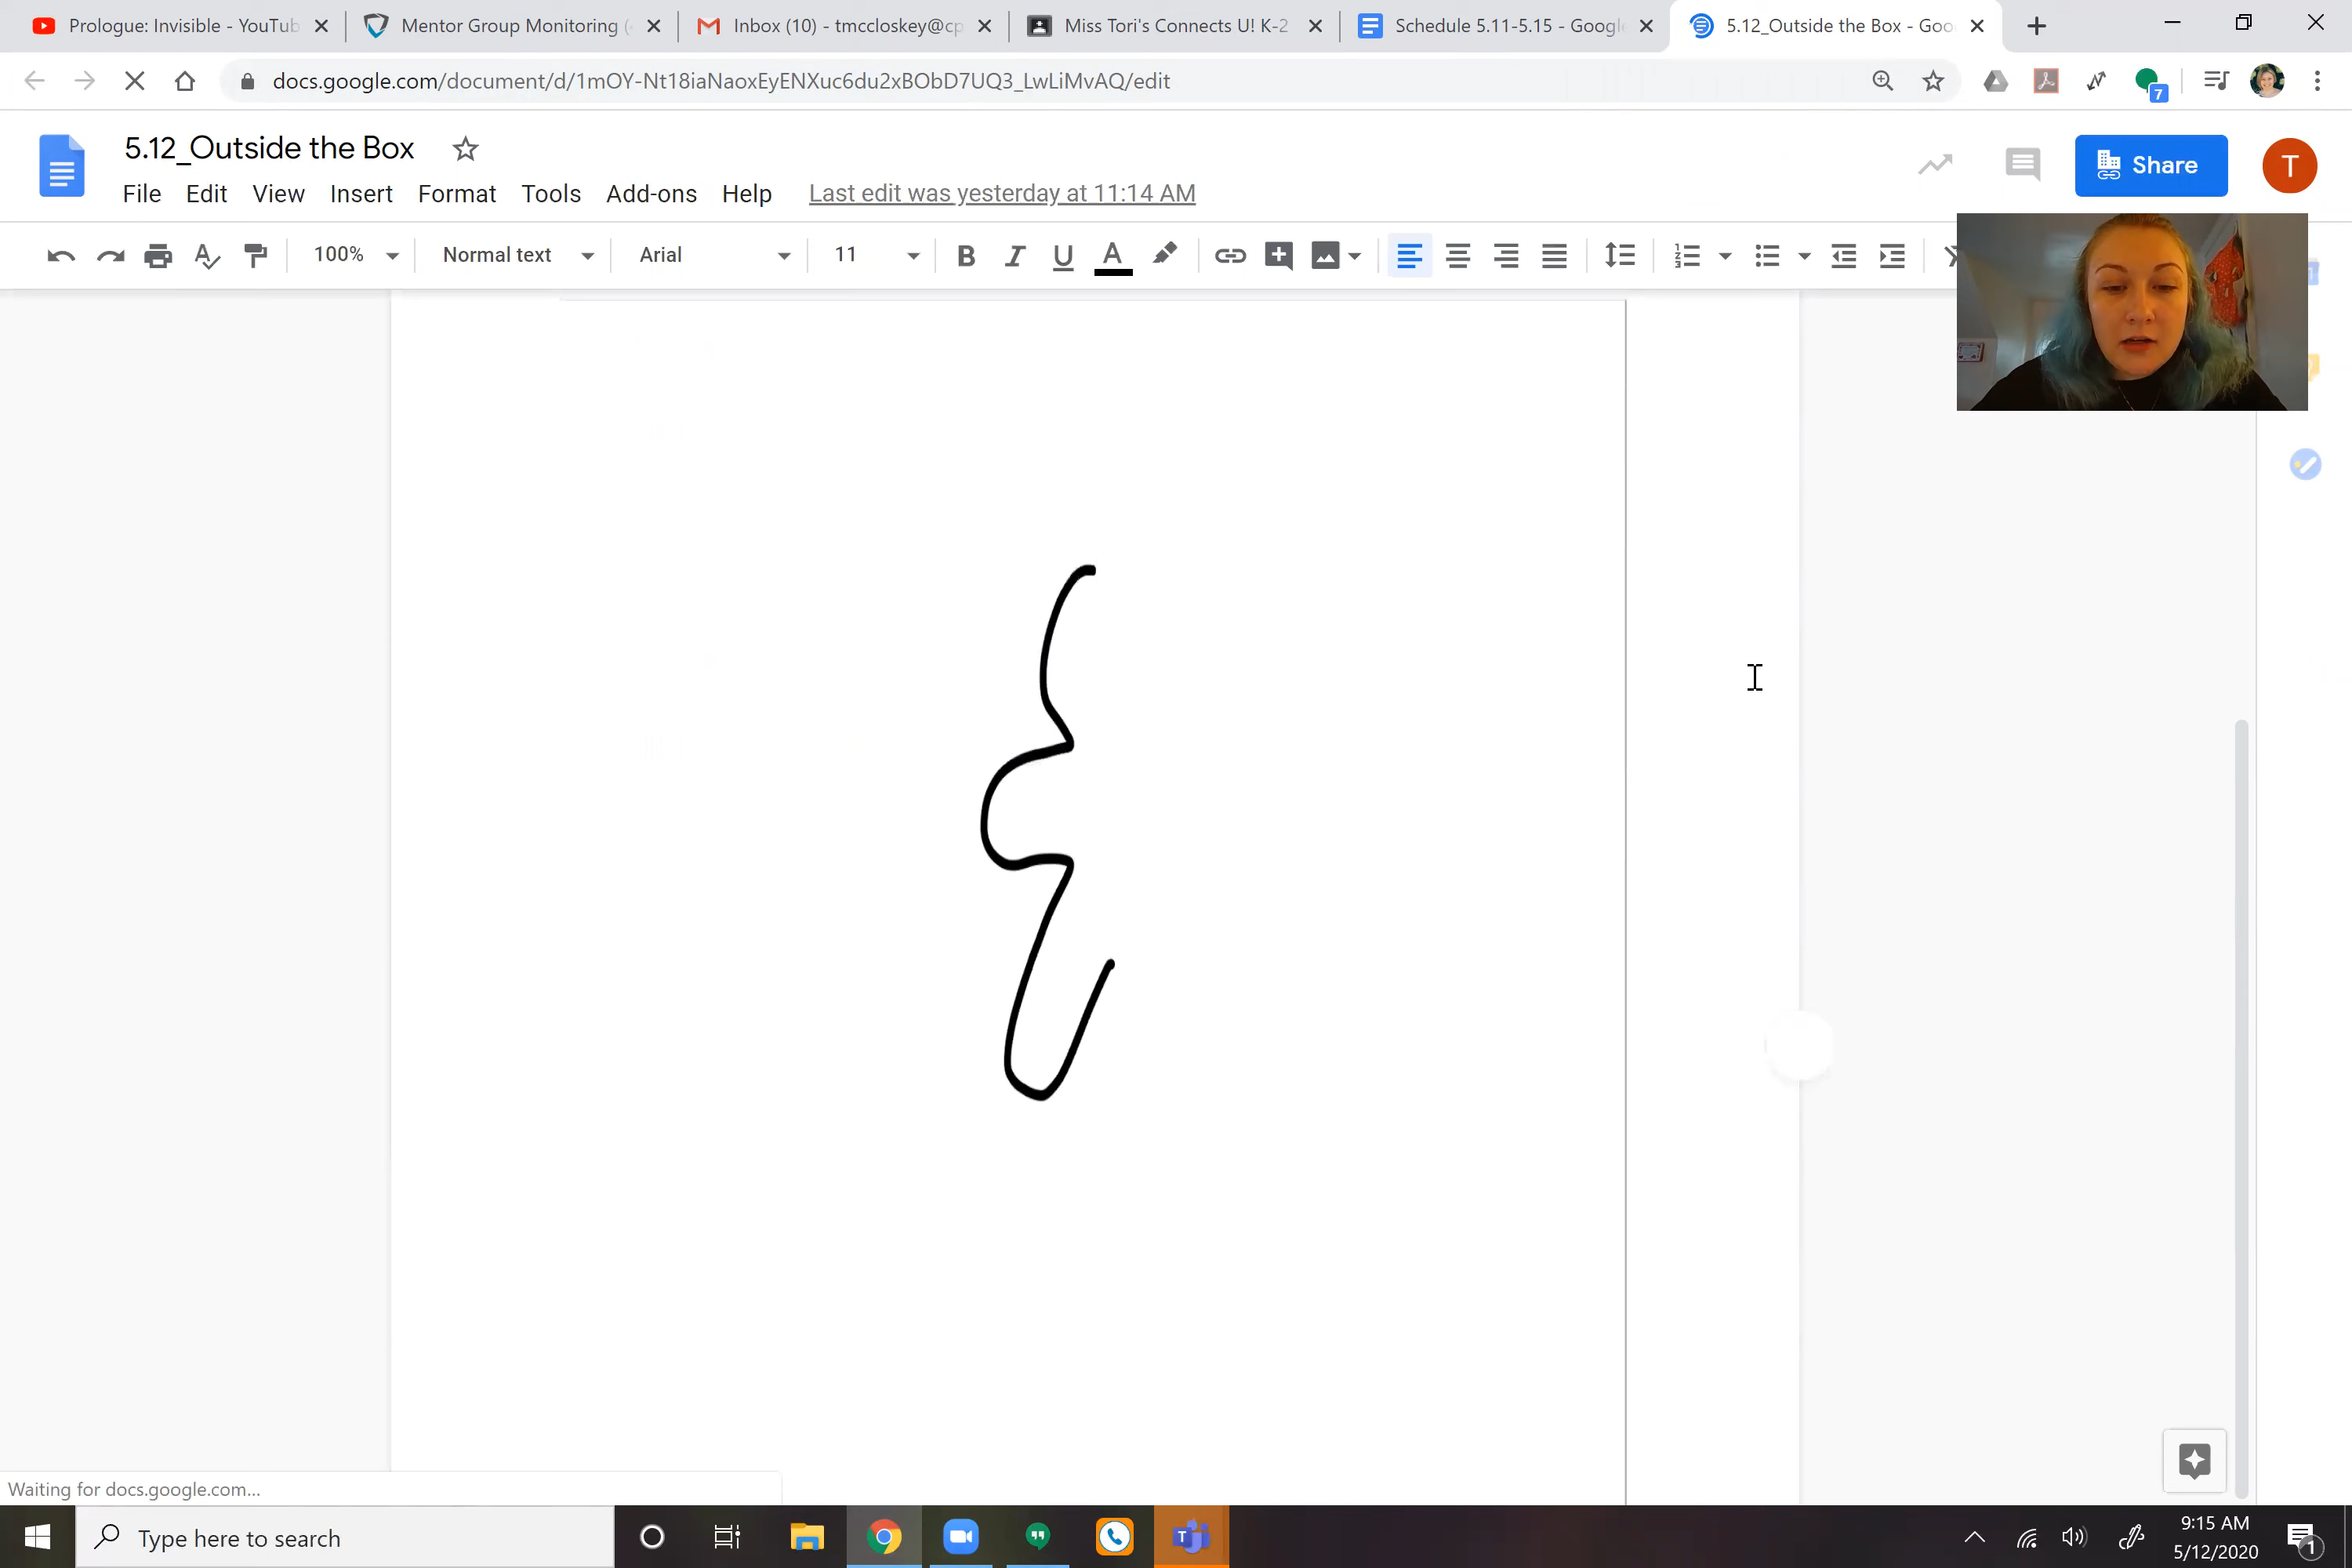 Prologue: Invisible - YouTub
Mentor Group Monitoring (
Inbox (10) - tmccloskey@cp
Miss Tori's Connects U! K-2
Schedule 5.11-5.15 - Googl
5.12_Outside the Box - Goo
docs.google.com/document/d/1mOY-Nt18iaNaoxEyENXuc6du2xBObD7UQ3_LwLiMvAQ/edit
7
5.12_Outside the Box
Share
T
File Edit View Insert Format Tools Add-ons Help Last edit was yesterday at 11:14 AM
100% Normal text Arial 11 B I U A
Waiting for docs.google.com...
Type here to search
9:15 AM
5/12/2020
1